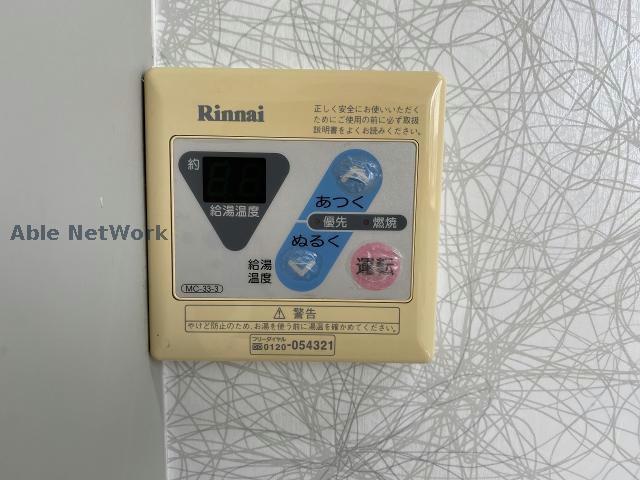 Rinnai
正しく安全にお使いいただく
ためにご使用の前に必ず取扱
説明書をよくお読みください。
約
給湯温度
あつく
優先 燃焼
ぬるく
給湯
温度
運転
MC-33-3
⚠警告
やけど防止のため、お湯を使う前に湯温を確かめてください。
フリーダイヤル
0120-054321
Able NetWork